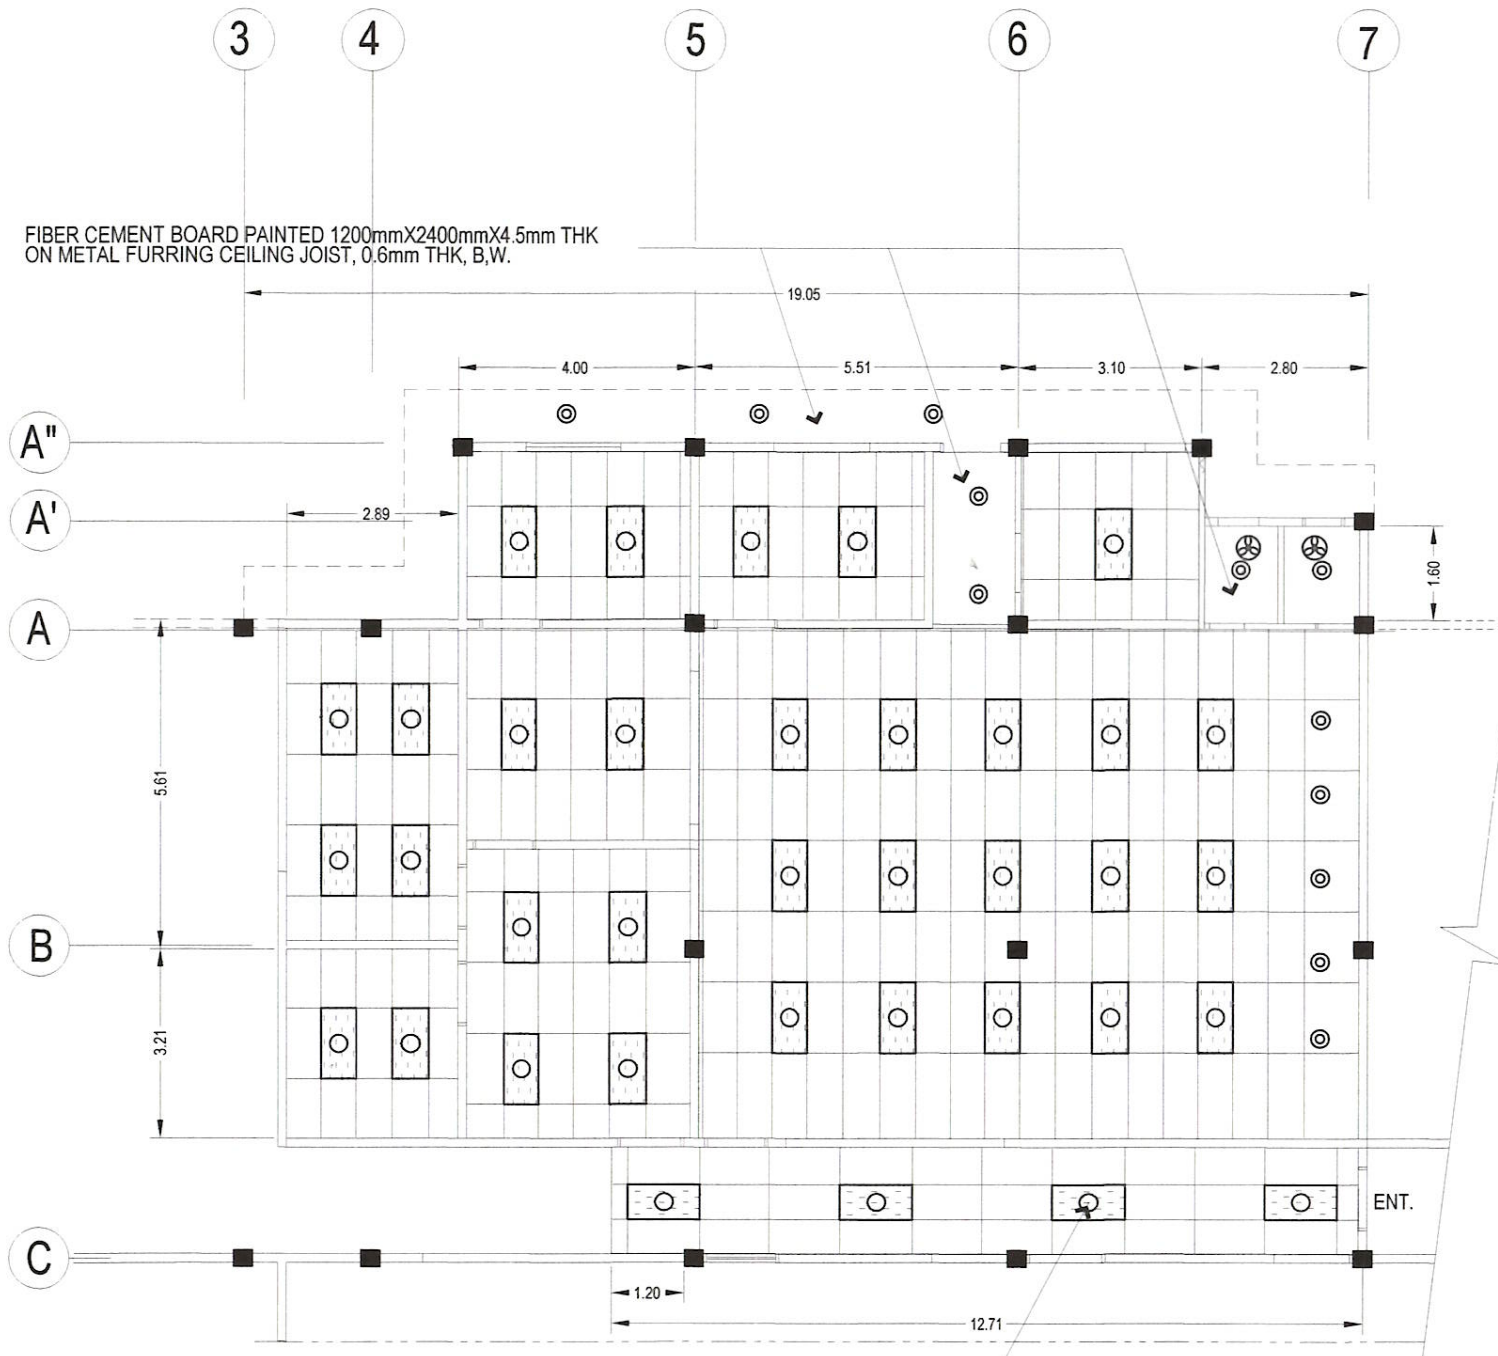 3 4 5 6 7
FIBER CEMENT BOARD PAINTED 1200mmX2400mmX4.5mm THK
ON METAL FURRING CEILING JOIST, 0.6mm THK, B,W.
19.05
4.00 5.51 3.10 2.80
A"
A'
2.89
1.60
A
5.61
B
3.21
ENT.
C
1.20
12.71